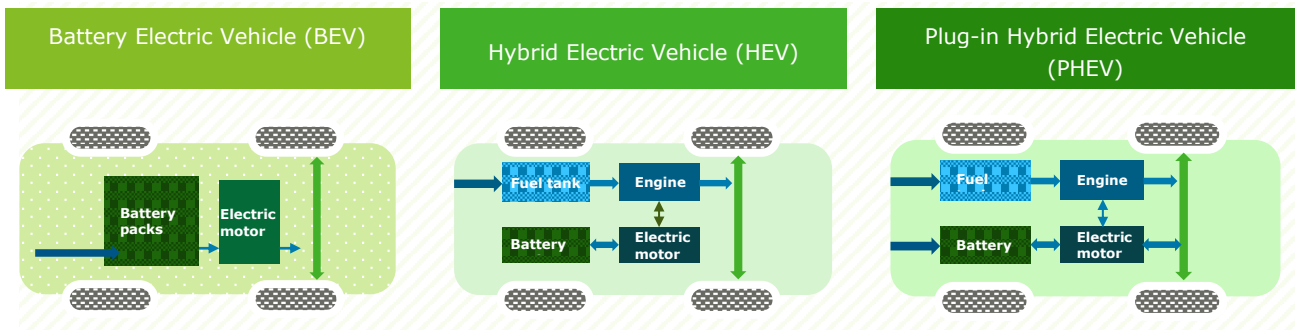 Battery Electric Vehicle (BEV)
Battery
packs
Electric
motor
Hybrid Electric Vehicle (HEV)
Fuel tank
Engine
Battery
Electric
motor
Plug-in Hybrid Electric Vehicle
(PHEV)
Fuel
Engine
Battery
Electric
motor